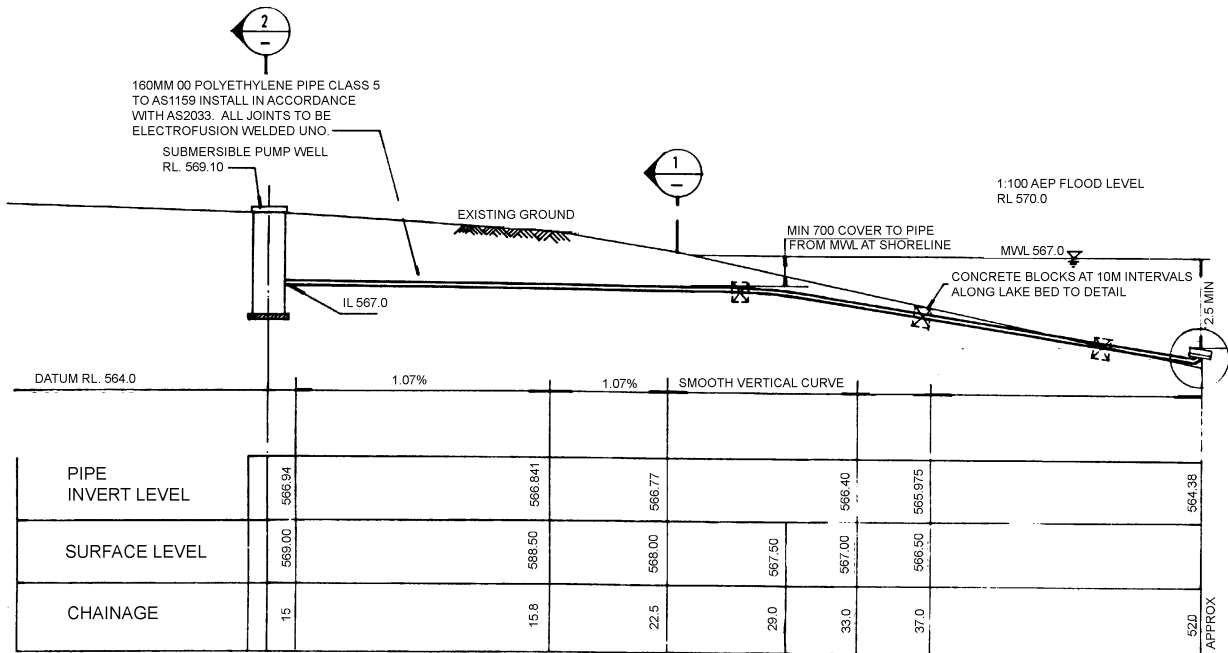 2
–
160MM 00 POLYETHYLENE PIPE CLASS 5
TO AS1159 INSTALL IN ACCORDANCE
WITH AS2033. ALL JOINTS TO BE
ELECTROFUSION WELDED UNO.
SUBMERSIBLE PUMP WELL
RL. 569.10
1
–
1:100 AEP FLOOD LEVEL
RL 570.0
EXISTING GROUND
MIN 700 COVER TO PIPE
FROM MWL AT SHORELINE
MWL 567.0
CONCRETE BLOCKS AT 10M INTERVALS
ALONG LAKE BED TO DETAIL
IL 567.0
2.5 MIN
DATUM RL. 564.0
1.07%
1.07%
SMOOTH VERTICAL CURVE
PIPE
INVERT LEVEL
566.94
566.841
566.77
566.40
565.975
564.38
SURFACE LEVEL
569.00
588.50
568.00
567.50
567.00
566.50
CHAINAGE
15
15.8
22.5
29.0
33.0
37.0
52.0
APPROX